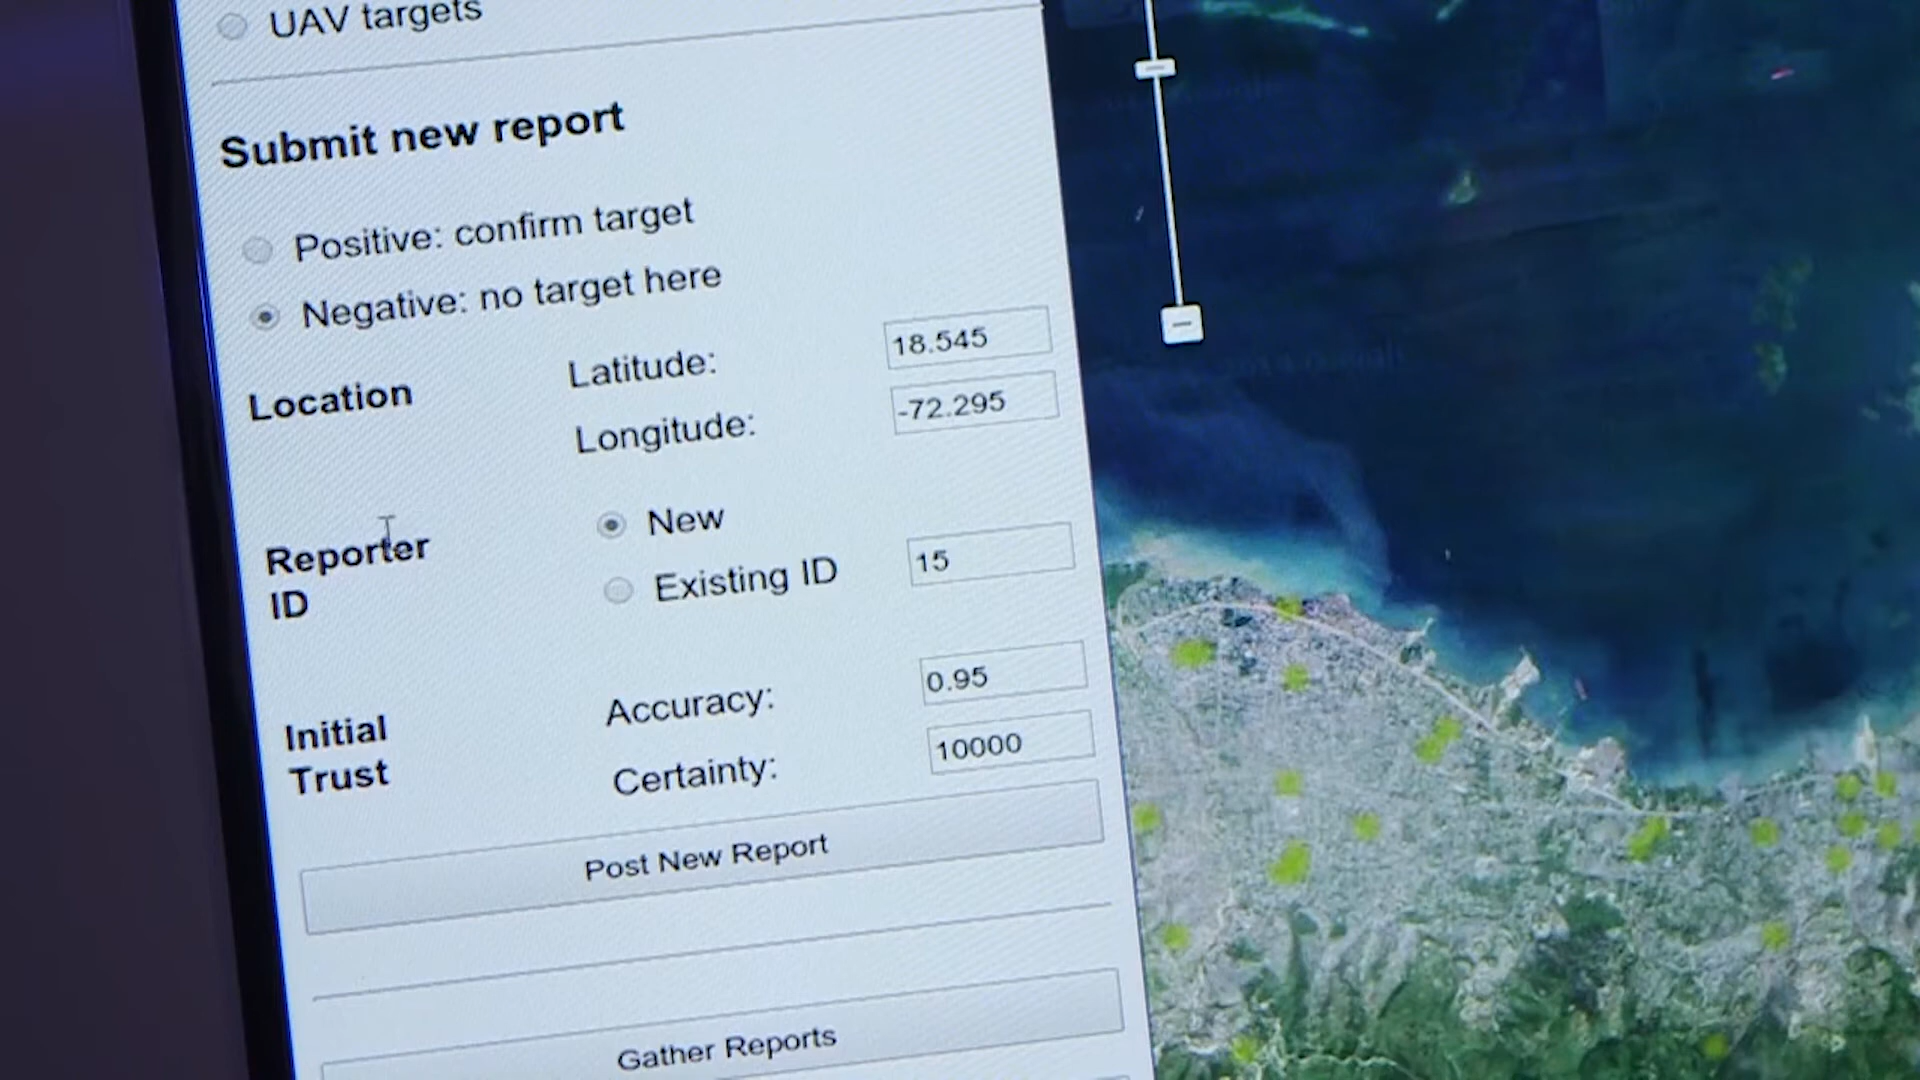 UAV targets
Submit new report
Positive: confirm target
Negative: no target here
Location
Latitude:
18.545
Longitude:
-72.295
Reporter
ID
New
Existing ID
15
Initial
Trust
Accuracy:
0.95
Certainty:
10000
Post New Report
Gather Reports